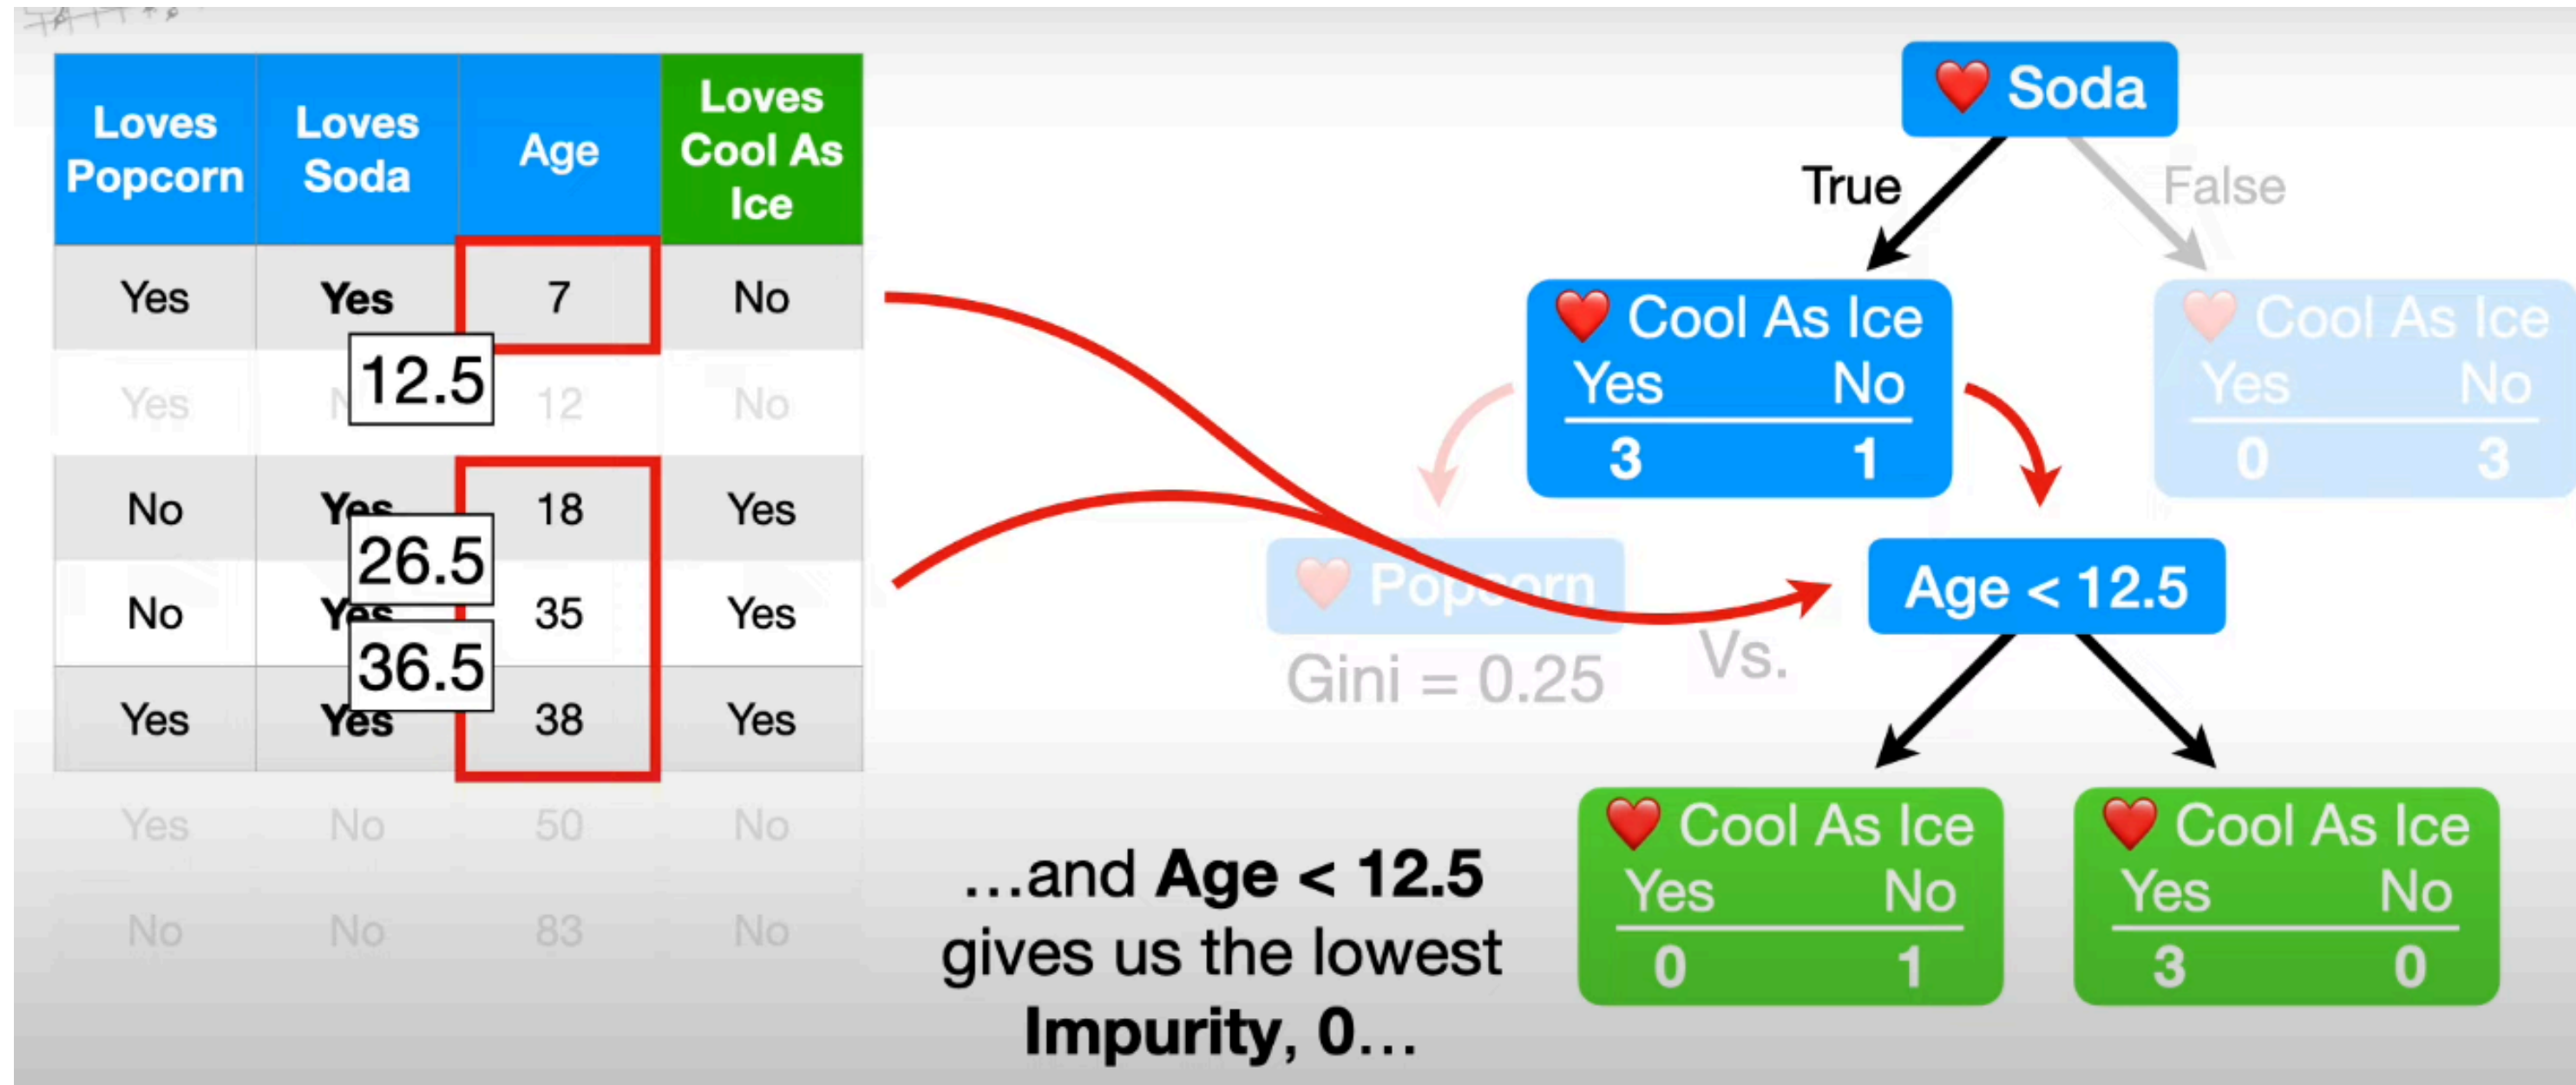 Loves Popcorn
Loves Soda
Age
Loves Cool As Ice
Yes Yes 7 No
12.5
Yes N 12 No
No Yes 18 Yes
26.5
No Yes 35 Yes
36.5
Yes Yes 38 Yes
Yes No 50 No
No No 83 No
❤️ Soda
True
False
❤️ Cool As Ice
Yes No
3 1
❤️ Cool As Ice
Yes No
0 3
❤️ Popcorn
Gini = 0.25
Vs.
Age < 12.5
❤️ Cool As Ice
Yes No
0 1
❤️ Cool As Ice
Yes No
3 0
...and Age < 12.5
gives us the lowest
Impurity, 0...